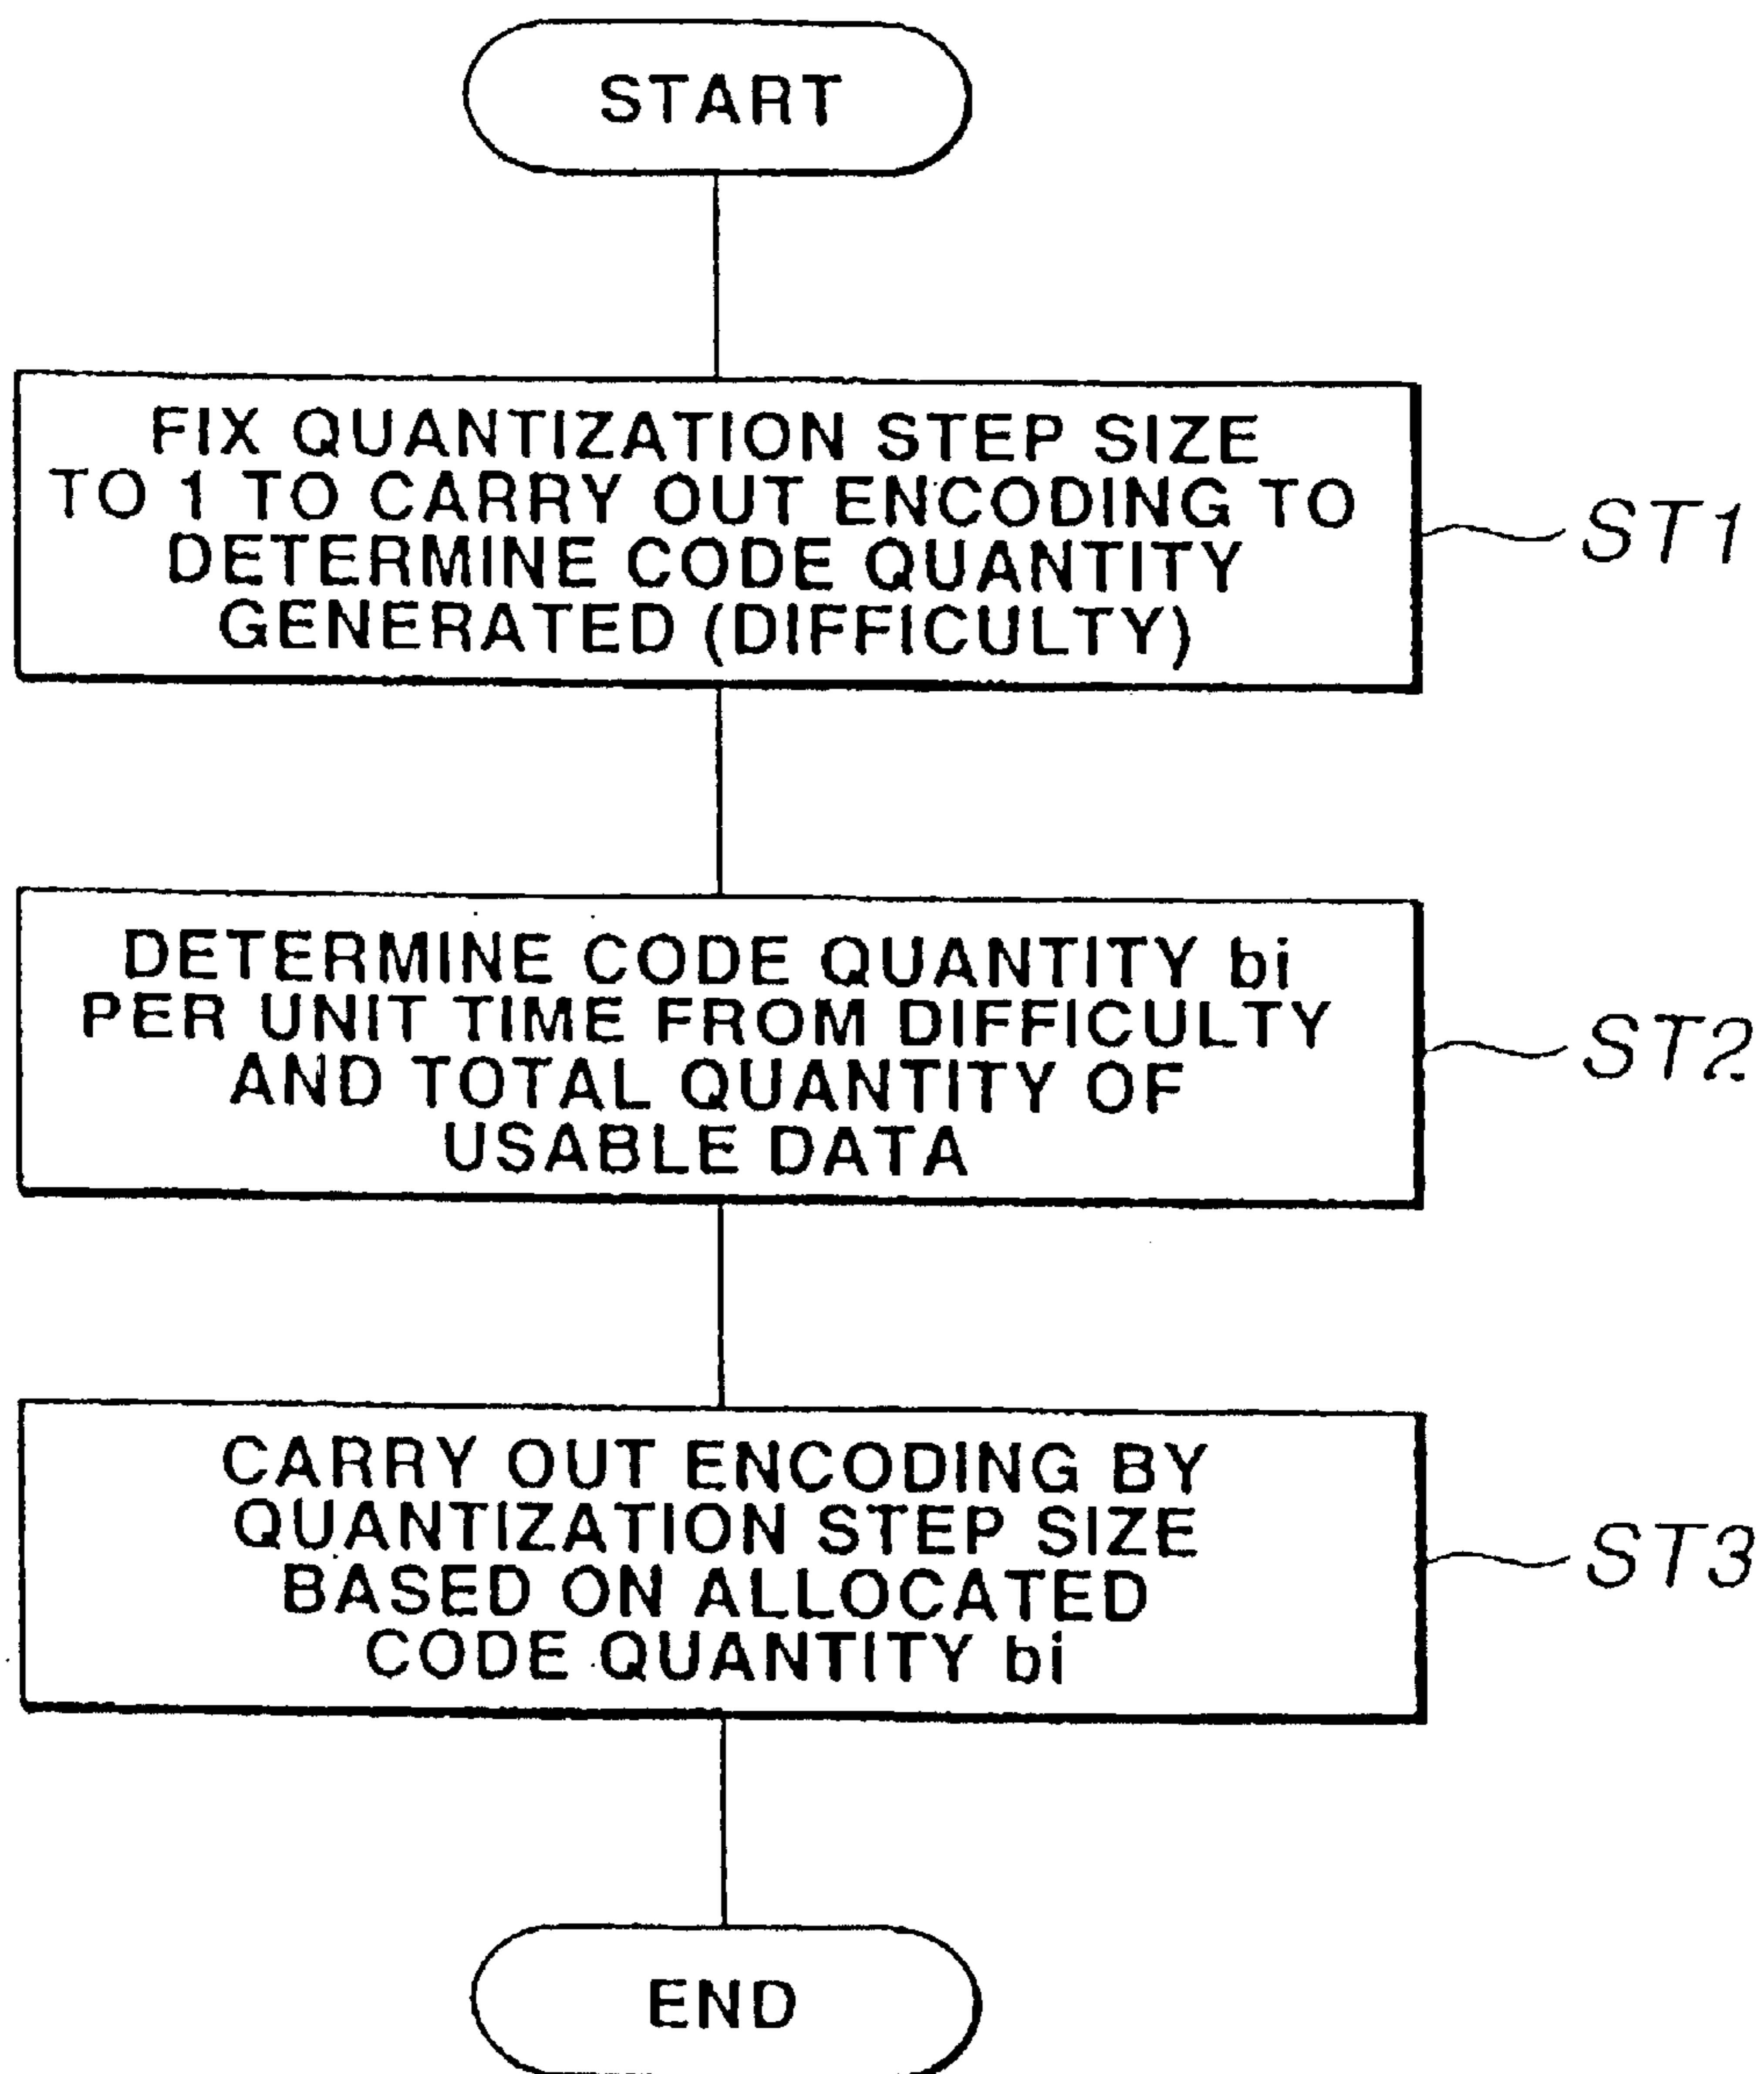 START
FIX QUANTIZATION STEP SIZE
TO 1 TO CARRY OUT ENCODING TO
DETERMINE CODE QUANTITY
GENERATED (DIFFICULTY)
ST1
DETERMINE CODE QUANTITY bi
PER UNIT TIME FROM DIFFICULTY
AND TOTAL QUANTITY OF
USABLE DATA
ST2
CARRY OUT ENCODING BY
QUANTIZATION STEP SIZE
BASED ON ALLOCATED
CODE QUANTITY bi
ST3
END